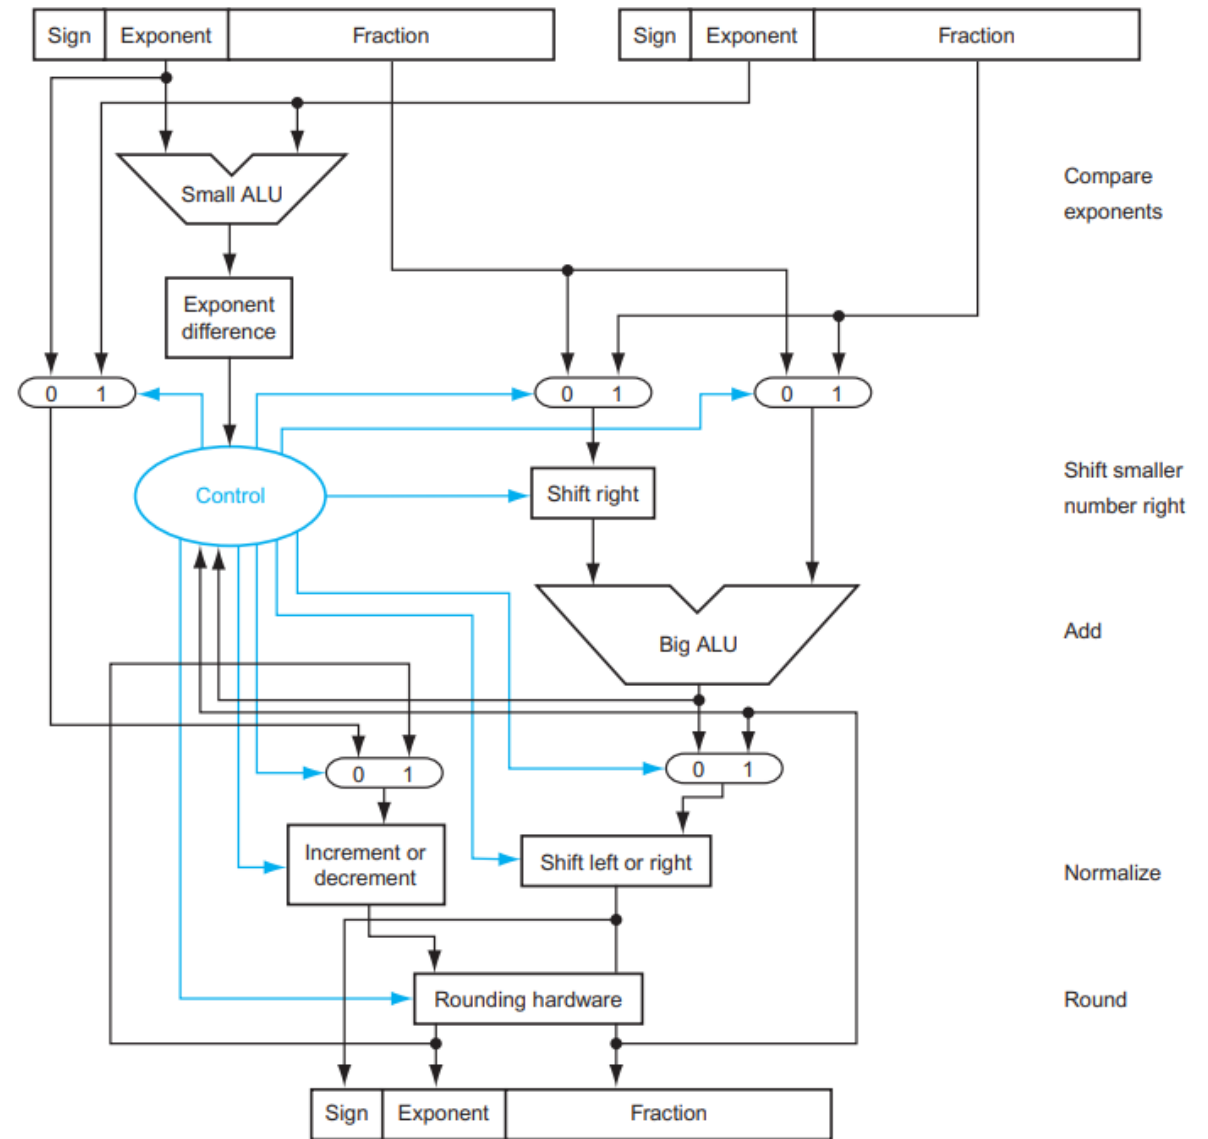 Sign Exponent Fraction Sign Exponent Fraction
Compare
exponents
Small ALU
Exponent
difference
0 1 0 1 0 1
Shift smaller
number right
Control
Shift right
Add
Big ALU
0 1 0 1
Increment or
decrement
Shift left or right
Normalize
Rounding hardware
Round
Sign Exponent Fraction